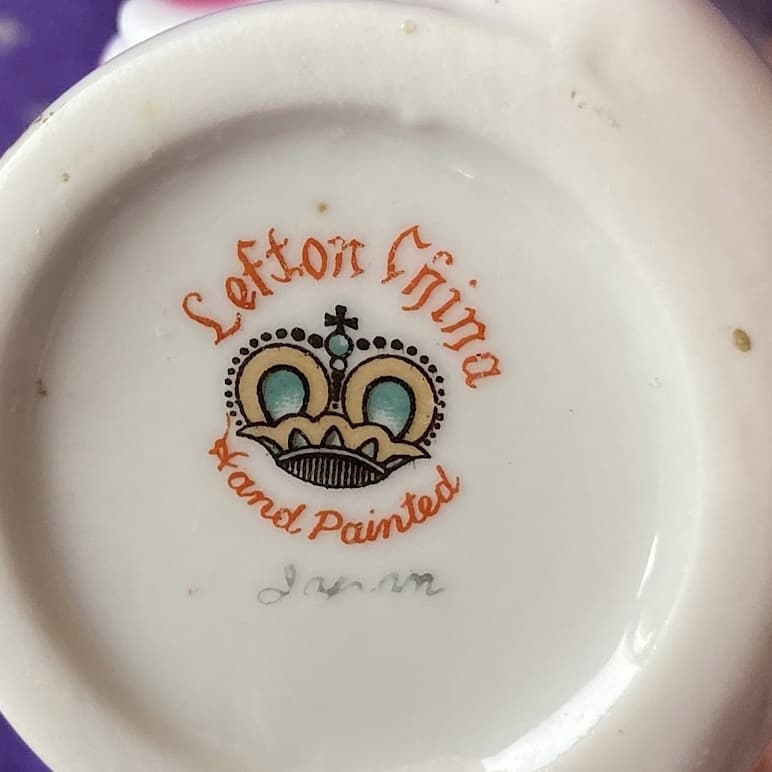 Lefton China
Hand Painted
Japan